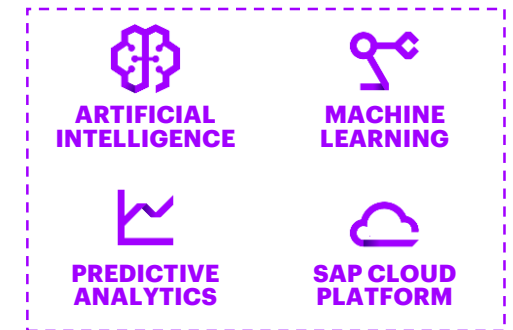 ARTIFICIAL
INTELLIGENCE
MACHINE
LEARNING
PREDICTIVE
ANALYTICS
SAP CLOUD
PLATFORM